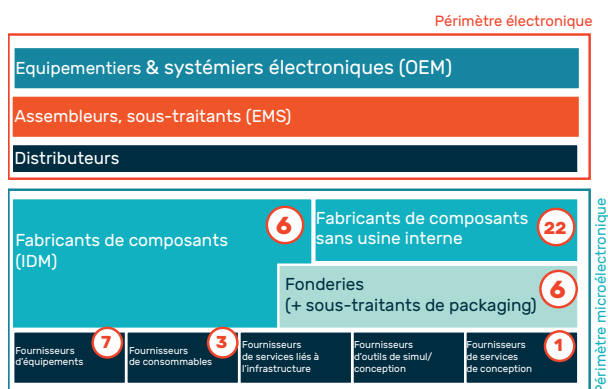 Périmètre électronique
Equipementiers & systémiers électroniques (OEM)
Assembleurs, sous-traitants (EMS)
Distributeurs
Fabricants de composants
(IDM)
6
Fabricants de composants
sans usine interne
22
Fonderies
(+ sous-traitants de packaging)
6
Fournisseurs
d'équipements
7
Fournisseurs
de consommables
3
Fournisseurs
de services liés à
l'infrastructure
Fournisseurs
d'outils de simul/
conception
Fournisseurs
de services
de conception
1
Périmètre microélectronique